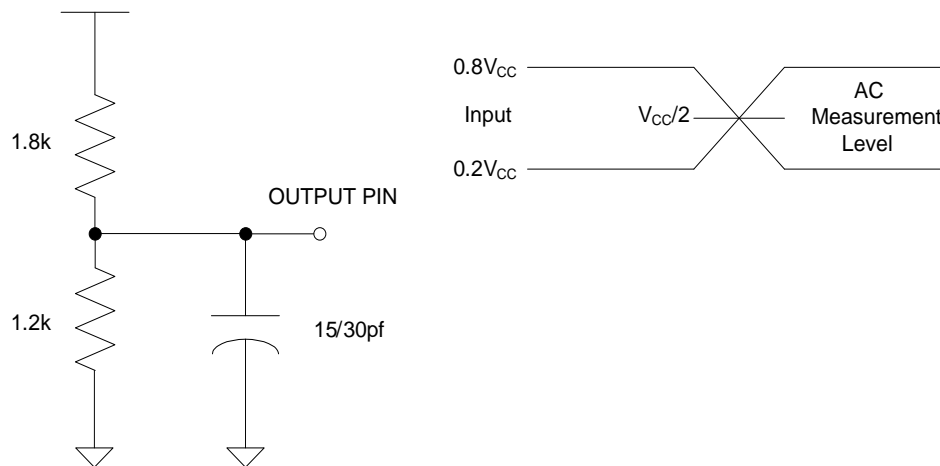 0.8VCC
Input
VCC/2
0.2VCC
AC
Measurement
Level
1.8k
OUTPUT PIN
1.2k
15/30pf